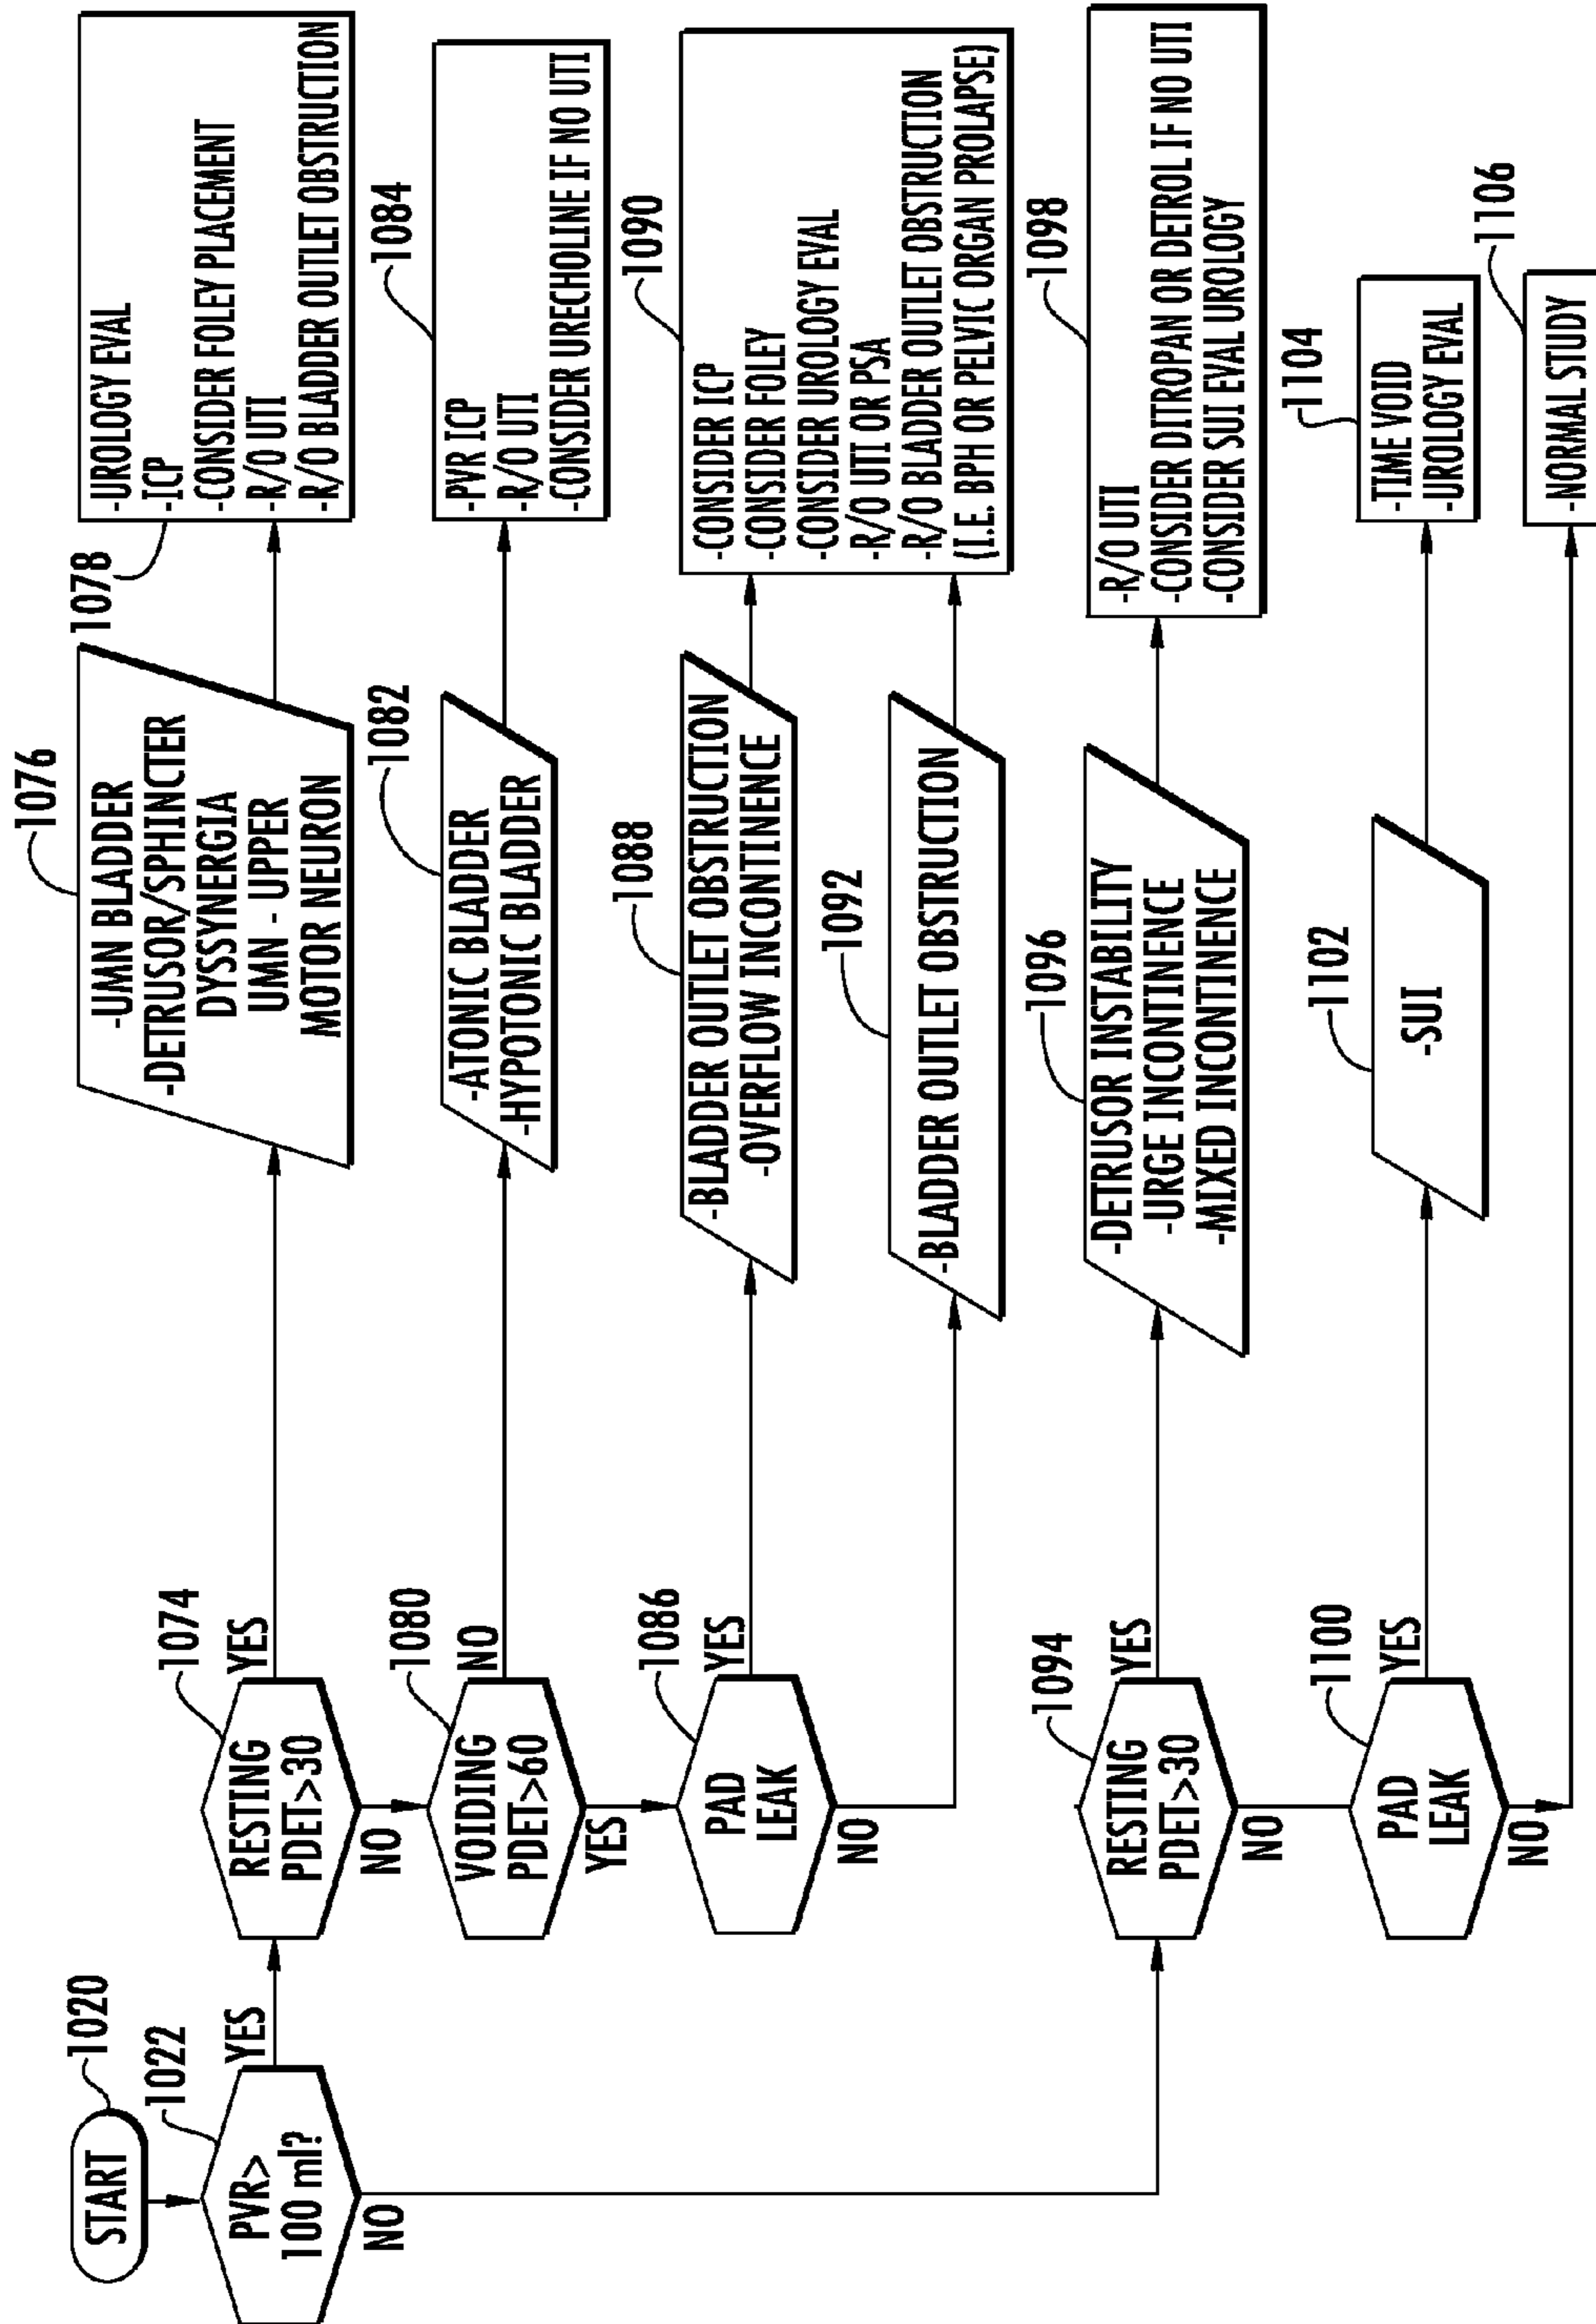 START
1020
PVR>
100 ml?
1022
YES
NO
RESTING
PDET>30
1074
YES
NO
-UMN BLADDER
-DETRUSOR/SPHINCTER
DYSSYNERGIA
UMN - UPPER
MOTOR NEURON
1076
-UROLOGY EVAL
-ICP
-CONSIDER FOLEY PLACEMENT
-R/O UTI
-R/O BLADDER OUTLET OBSTRUCTION
1078
VOIDING
PDET>60
1080
NO
YES
-ATONIC BLADDER
-HYPOTONIC BLADDER
1082
-PVR ICP
-R/O UTI
-CONSIDER URECHOLINE IF NO UTI
1084
PAD
LEAK
1086
YES
NO
-BLADDER OUTLET OBSTRUCTION
-OVERFLOW INCONTINENCE
1088
-CONSIDER ICP
-CONSIDER FOLEY
-CONSIDER UROLOGY EVAL
-R/O UTI OR PSA
-R/O BLADDER OUTLET OBSTRUCTION
(I.E. BPH OR PELVIC ORGAN PROLAPSE)
1090
-BLADDER OUTLET OBSTRUCTION
1092
RESTING
PDET>30
1094
YES
NO
-DETRUSOR INSTABILITY
-URGE INCONTINENCE
-MIXED INCONTINENCE
1096
-R/O UTI
-CONSIDER DITROPAN OR DETROL IF NO UTI
-CONSIDER SUI EVAL UROLOGY
1098
PAD
LEAK
1100
YES
NO
-SUI
1102
-TIME VOID
-UROLOGY EVAL
1104
-NORMAL STUDY
1106